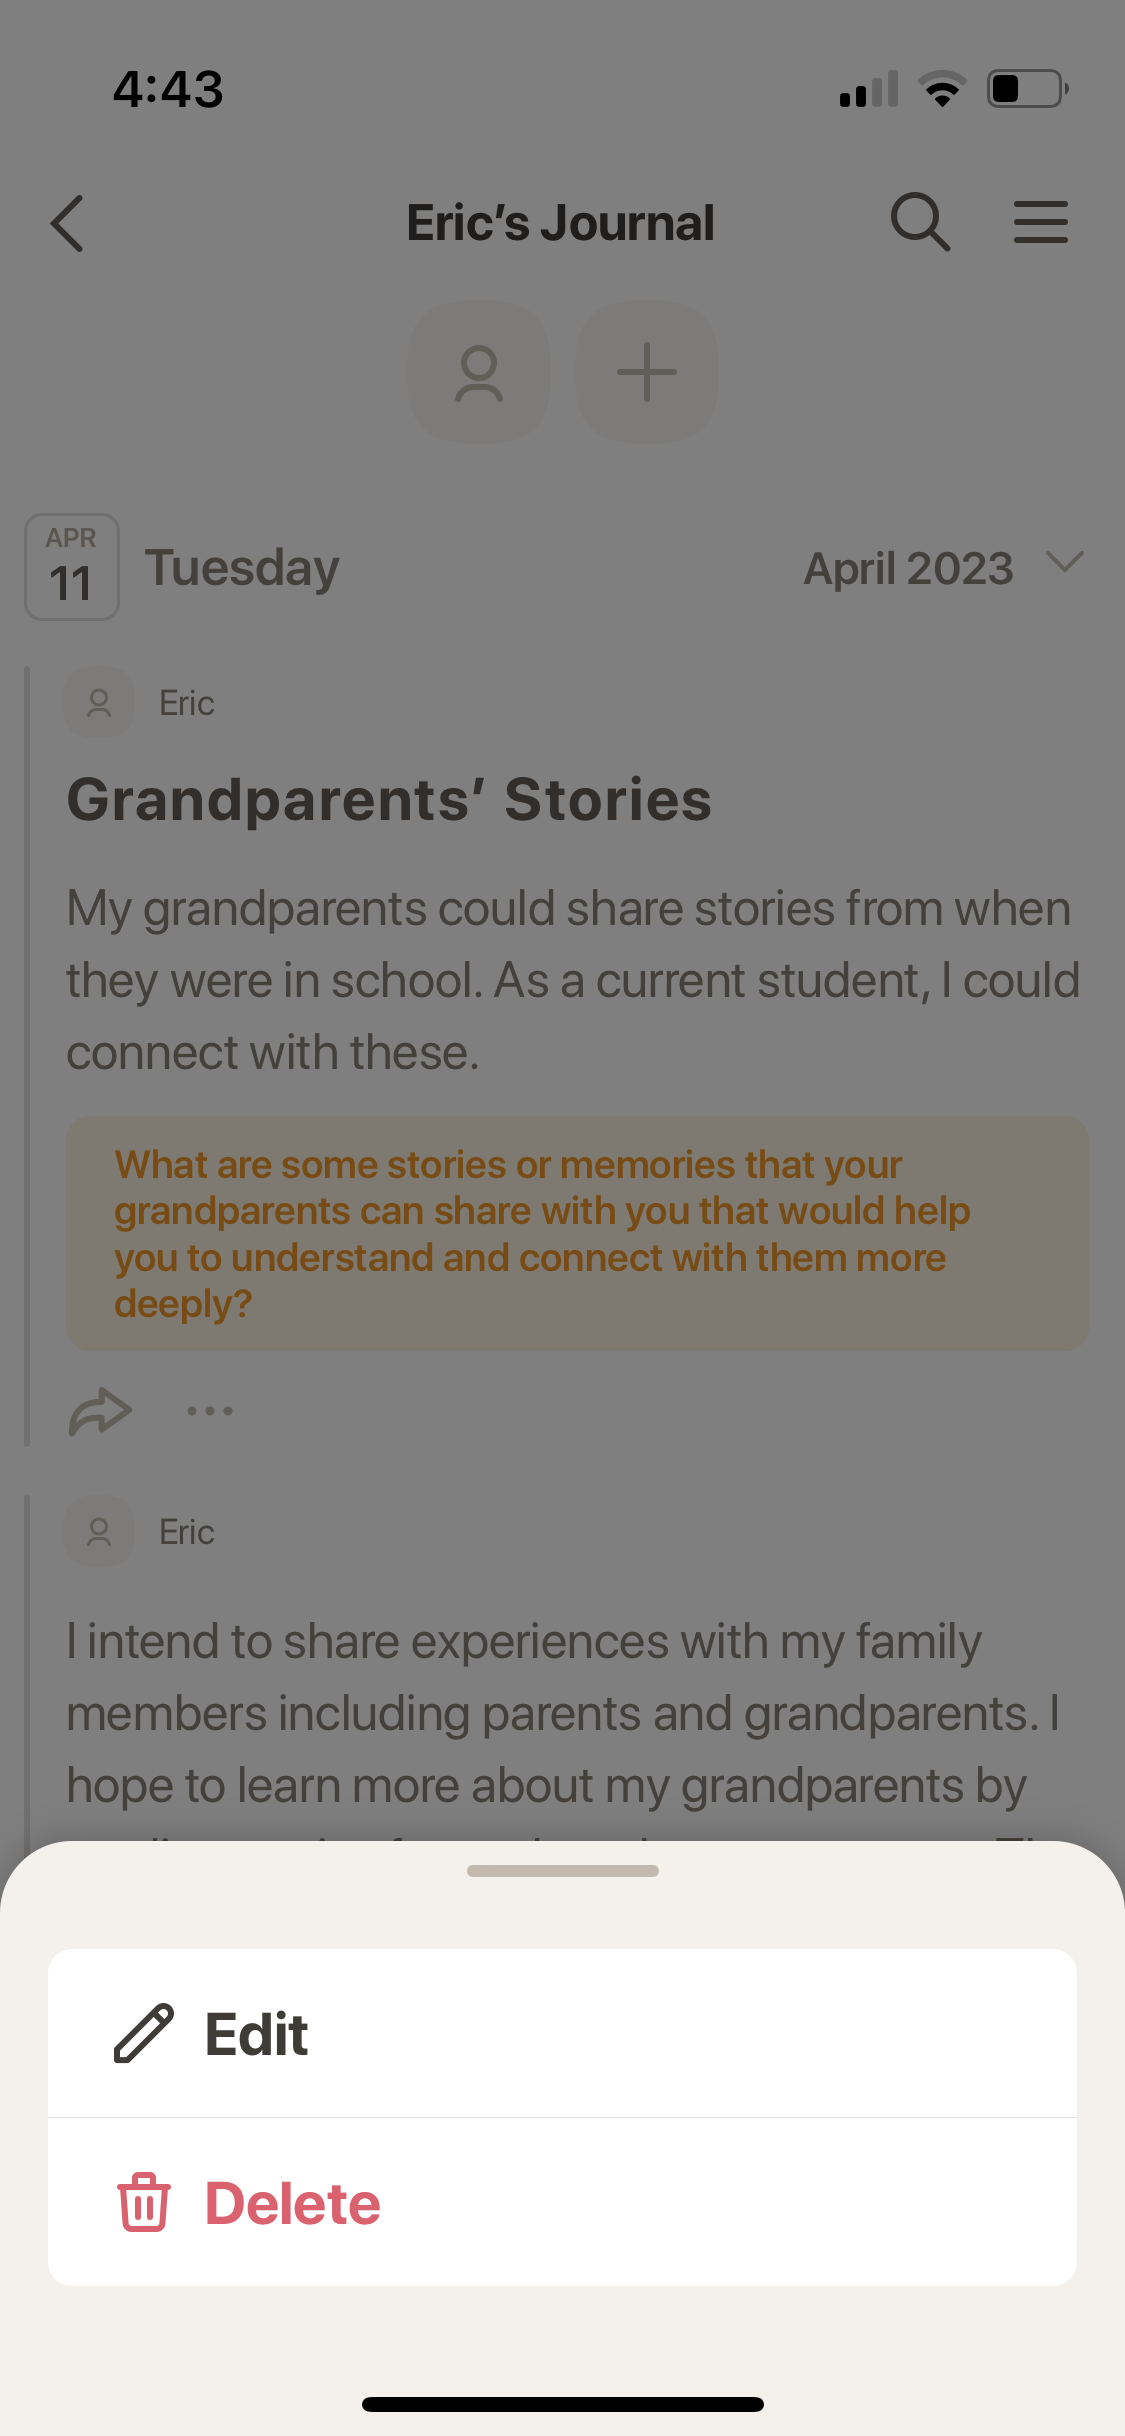 4:43
Eric’s Journal
APR
11
Tuesday
April 2023
Eric
Grandparents’ Stories
My grandparents could share stories from when
they were in school. As a current student, I could
connect with these.
What are some stories or memories that your
grandparents can share with you that would help
you to understand and connect with them more
deeply?
Eric
I intend to share experiences with my family
members including parents and grandparents. I
hope to learn more about my grandparents by
Edit
Delete